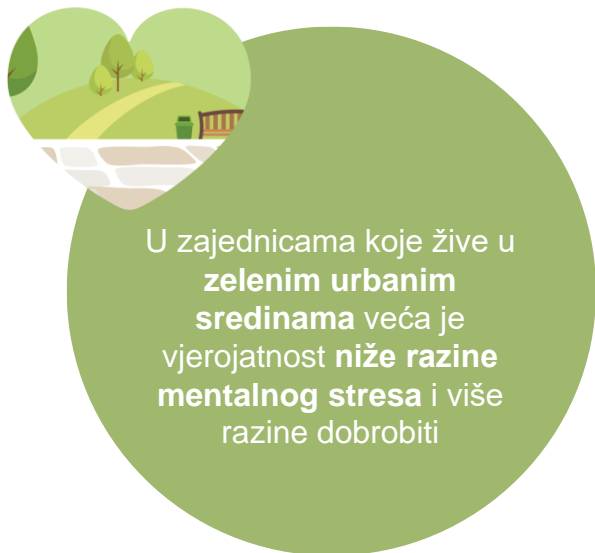 U zajednicama koje žive u
zelenim urbanim
sredinama veća je
vjerojatnost niže razine
mentalnog stresa i više
razine dobrobiti